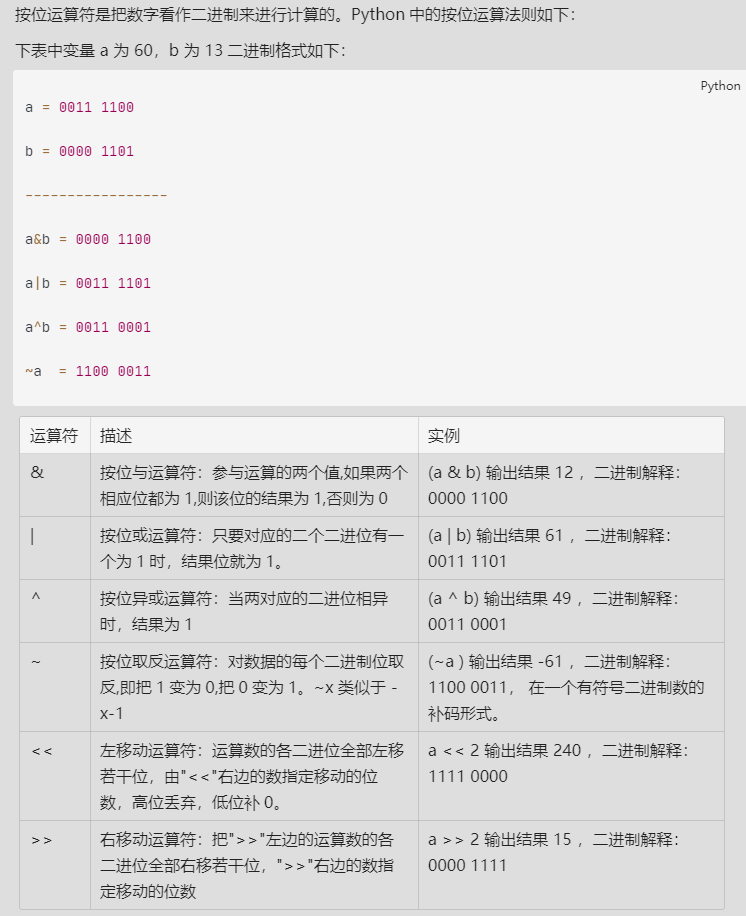 按位运算符是把数字看作二进制来进行计算的。Python 中的按位运算法则如下：
下表中变量 a 为 60，b 为 13 二进制格式如下：
Python
a = 0011 1100
b = 0000 1101
-----------------
a&b = 0000 1100
a|b = 0011 1101
a^b = 0011 0001
~a  = 1100 0011
运算符 描述 实例
& 按位与运算符：参与运算的两个值,如果两个 (a & b) 输出结果 12 ，二进制解释：
相应位都为 1,则该位的结果为 1,否则为 0 0000 1100
| 按位或运算符：只要对应的二个二进位有一 (a | b) 输出结果 61 ，二进制解释：
个为 1 时，结果位就为 1。 0011 1101
^ 按位异或运算符：当两对应的二进位相异 (a ^ b) 输出结果 49 ，二进制解释：
时，结果为 1 0011 0001
~ 按位取反运算符：对数据的每个二进制位取 (~a ) 输出结果 -61 ，二进制解释：
反,即把 1 变为 0,把 0 变为 1。~x 类似于 - 1100 0011， 在一个有符号二进制数的
x-1 补码形式。
<< 左移动运算符：运算数的各二进位全部左移 a << 2 输出结果 240 ，二进制解释：
若干位，由"<<"右边的数指定移动的位 1111 0000
数，高位丢弃，低位补 0。
>> 右移动运算符：把">>"左边的运算数的各 a >> 2 输出结果 15 ，二进制解释：
二进位全部右移若干位，">>"右边的数指 0000 1111
定移动的位数